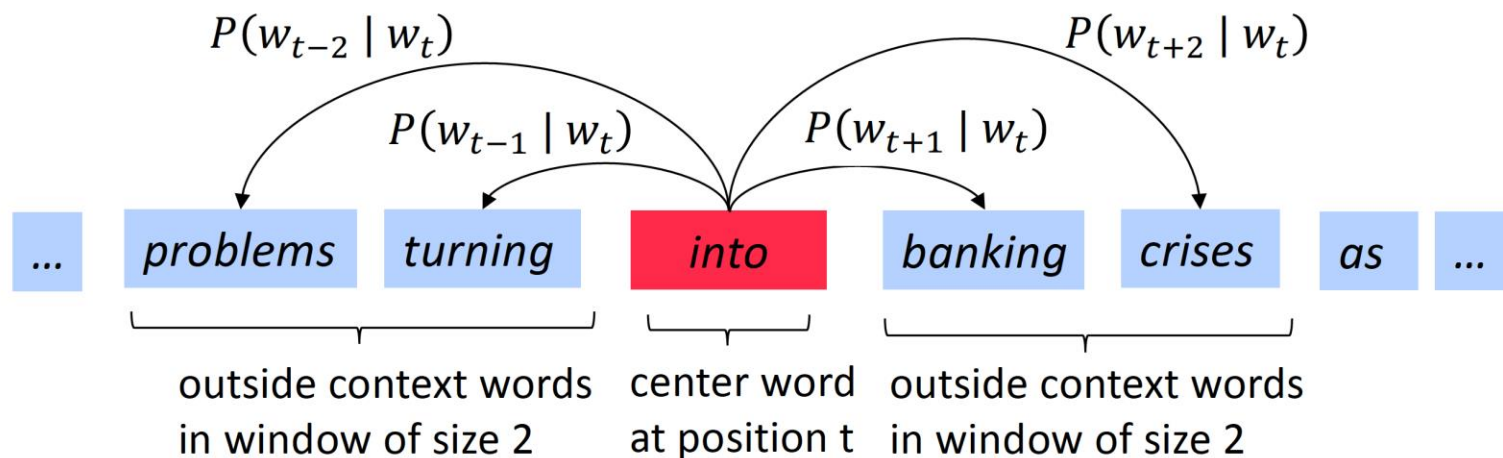 P(w_{t−2} | w_t) P(w_{t+2} | w_t)
P(w_{t−1} | w_t) P(w_{t+1} | w_t)
... problems turning into banking crises as ...
outside context words center word outside context words
in window of size 2 at position t in window of size 2